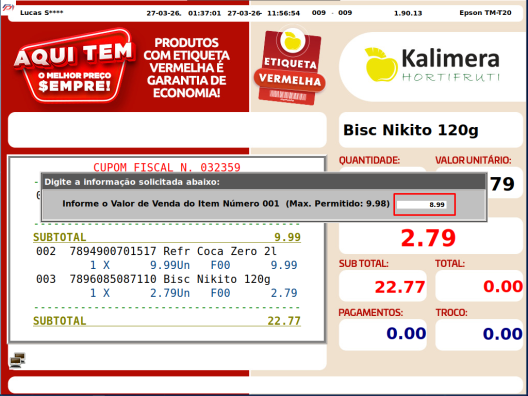 Lucas S**** 27-03-26, 01:37:01 27-03-26- 11:56:54 009 - 009 1.90.13 Epson TM-T20
AQUI TEM
O MELHOR PREÇO
$EMPRE!
PRODUTOS
COM ETIQUETA
VERMELHA É
GARANTIA DE
ECONOMIA!
ETIQUETA
VERMELHA
Kalimera
HORTIFRUTI
Bisc Nikito 120g
QUANTIDADE: VALOR UNITÁRIO:
79
CUPOM FISCAL N. 032359
Digite a informação solicitada abaixo:
Informe o Valor de Venda do Item Número 001 (Max. Permitido: 9.98) 8.99
SUBTOTAL 9.99
002 7894900701517 Refr Coca Zero 2l
1 X 9.99Un F00 9.99
003 7896085087110 Bisc Nikito 120g
1 X 2.79Un F00 2.79
SUBTOTAL 22.77
2.79
SUB TOTAL: TOTAL:
22.77 0.00
PAGAMENTOS: TROCO:
0.00 0.00